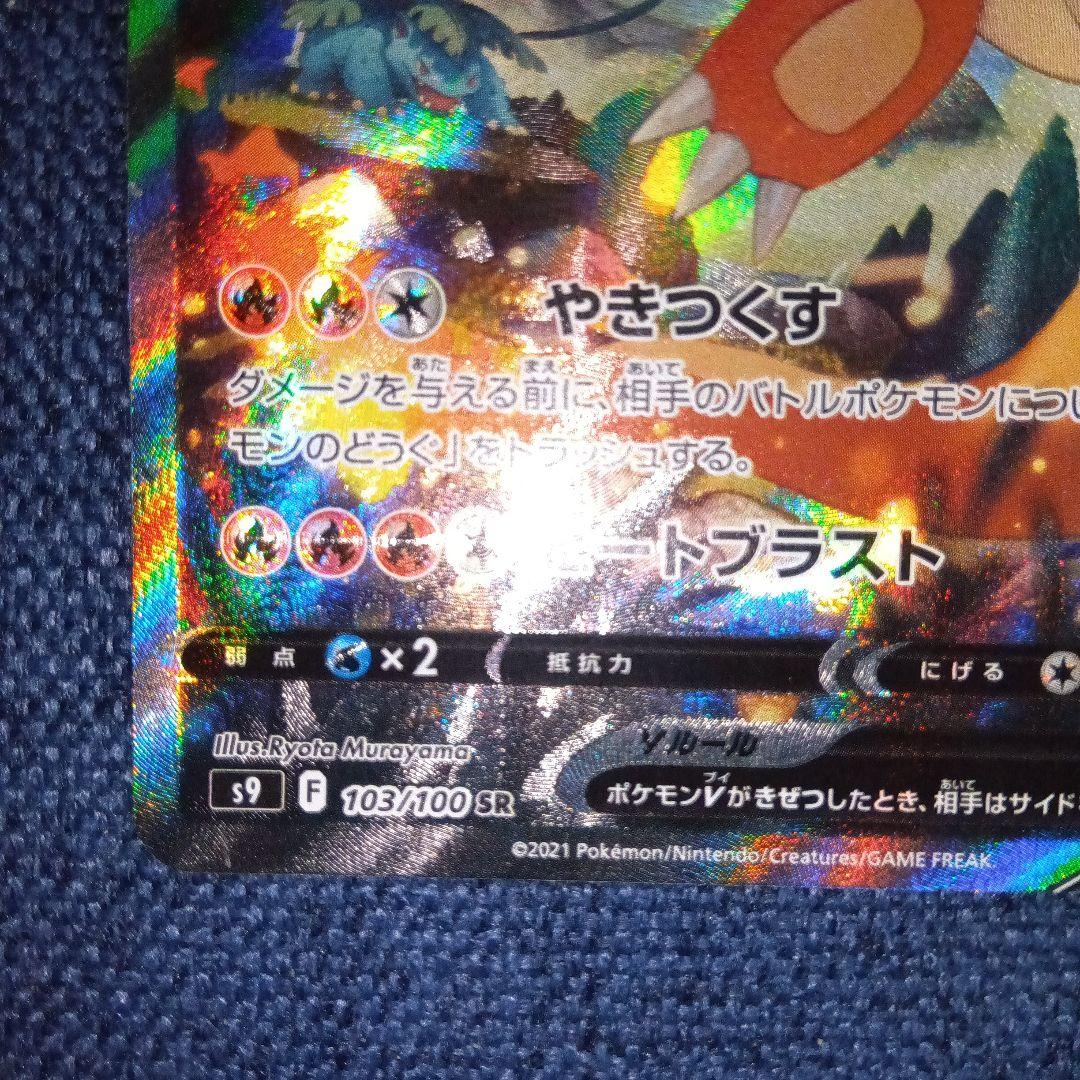 やきつくす
ダメージを与える前に、相手のバトルポケモンについ
モンのどうぐ」をトラッシュする。
ートブラスト
弱点 ×2 抵抗力 にげる
Illus.Ryota Murayama
Vルール
s9 F 103/100 SR
ポケモンVがきぜつしたとき、相手はサイド
©2021 Pokémon/Nintendo/Creatures/GAME FREAK.